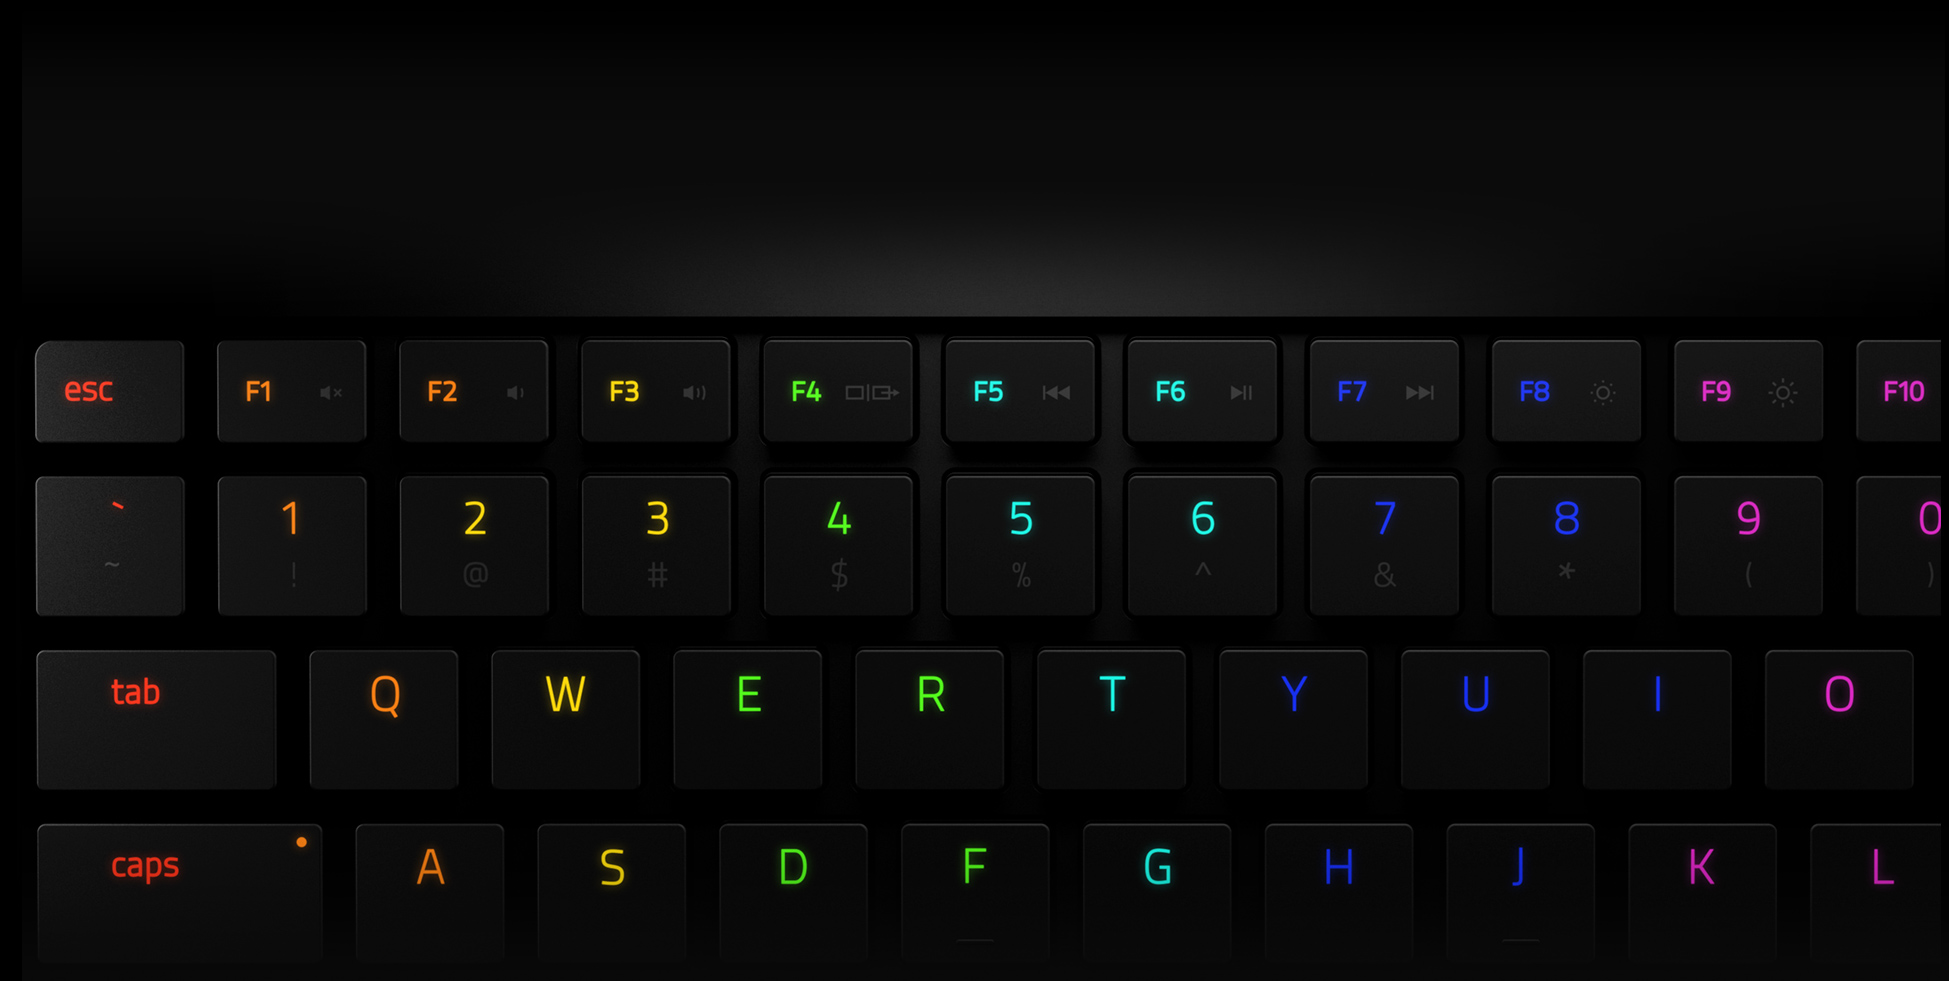 esc F1 F2 F3 F4 F5 F6 F7 F8 F9 F10
` 1 2 3 4 5 6 7 8 9 0
~ ! @ # $ % ^ & * ( )
tab Q W E R T Y U I O
caps A S D F G H J K L